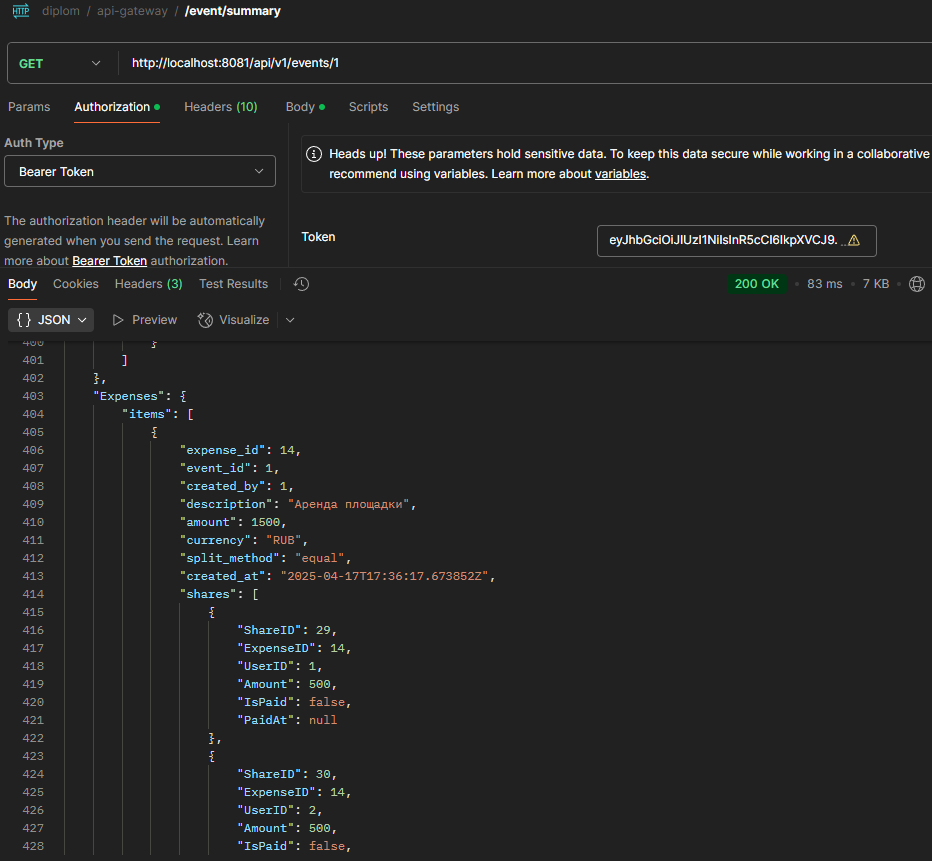 HTTP diplom / api-gateway / /event/summary
GET http://localhost:8081/api/v1/events/1
Params Authorization Headers (10) Body Scripts Settings
Auth Type
Bearer Token
The authorization header will be automatically
generated when you send the request. Learn
more about Bearer Token authorization.
Heads up! These parameters hold sensitive data. To keep this data secure while working in a collaborative
recommend using variables. Learn more about variables.
Token
eyJhbGciOiJIUzI1NiIsInR5cCI6IkpXVCJ9. ...
Body Cookies Headers (3) Test Results 200 OK • 83 ms • 7 KB •
{} JSON Preview Visualize
400 }
401 ]
402 },
403 "Expenses": {
404 "items": [
405 {
406 "expense_id": 14,
407 "event_id": 1,
408 "created_by": 1,
409 "description": "Аренда площадки",
410 "amount": 1500,
411 "currency": "RUB",
412 "split_method": "equal",
413 "created_at": "2025-04-17T17:36:17.673852Z",
414 "shares": [
415 {
416 "ShareID": 29,
417 "ExpenseID": 14,
418 "UserID": 1,
419 "Amount": 500,
420 "IsPaid": false,
421 "PaidAt": null
422 },
423 {
424 "ShareID": 30,
425 "ExpenseID": 14,
426 "UserID": 2,
427 "Amount": 500,
428 "IsPaid": false,